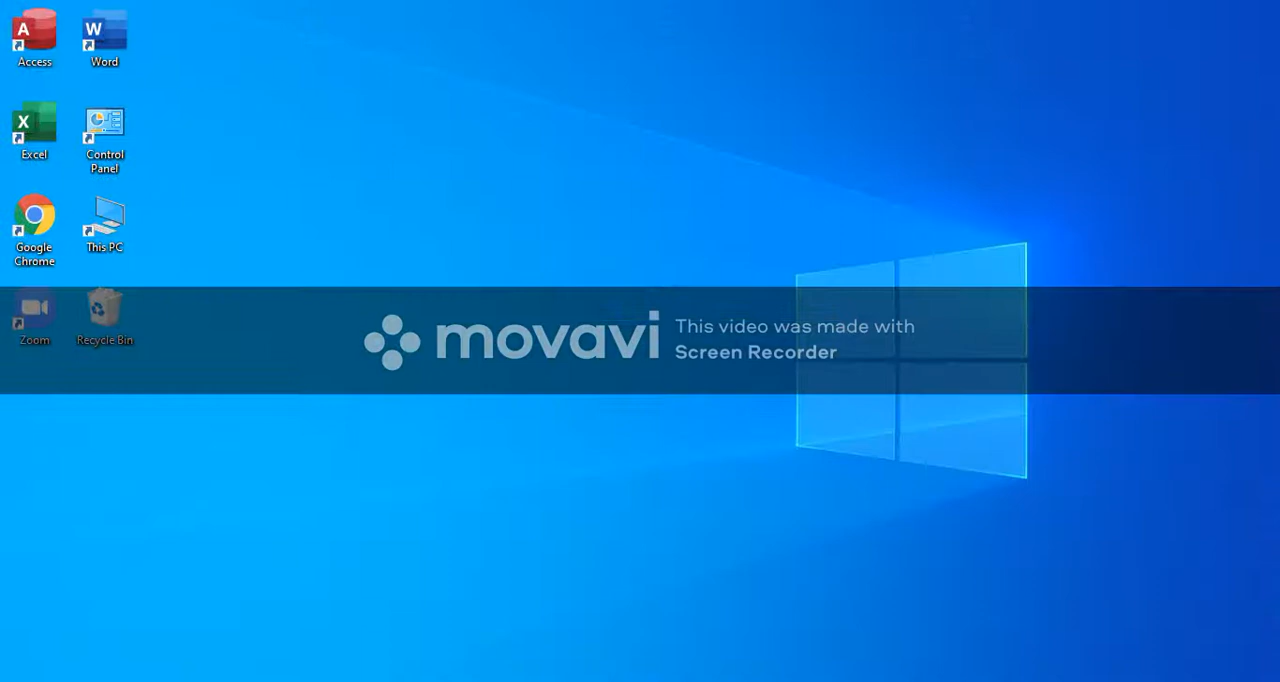 Access
Word
Excel
Control
Panel
Google
Chrome
This PC
Zoom
Recycle Bin
movavi
This video was made with
Screen Recorder